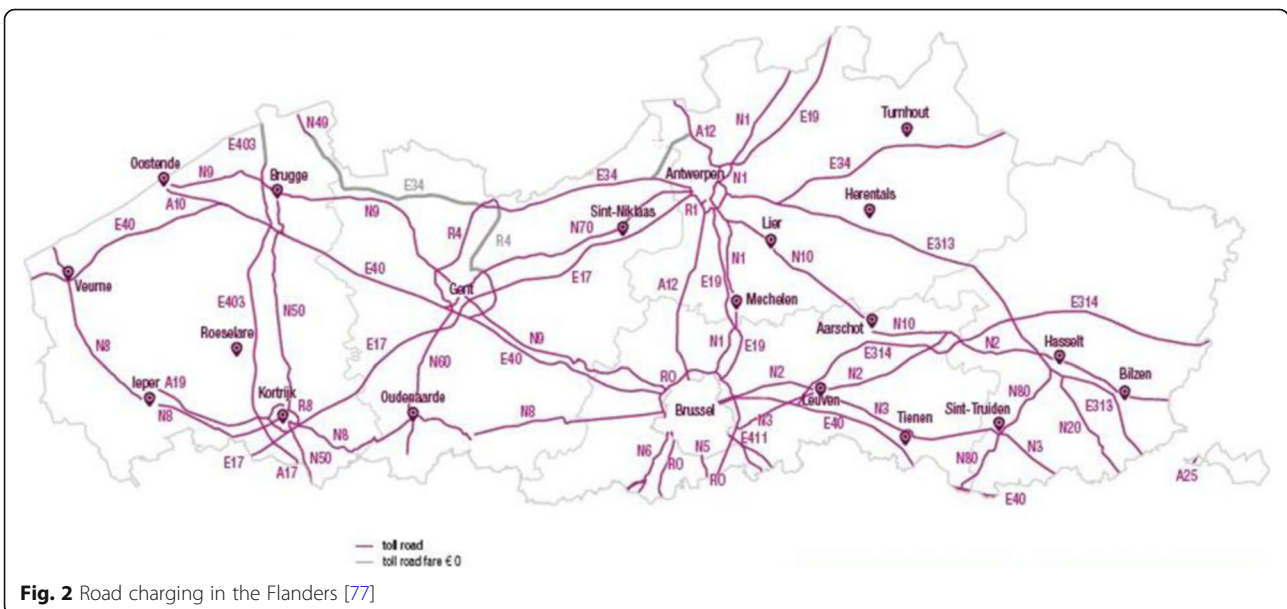 N49
E403
Oostende
N9
Brugge
A10
E40
N9
E34
R4
R4
E34
Sint-Niklaas
N70
E17
Gent
E40
Veurne
E403
N50
Roeselare
N8
E17
N60
N9
E40
Ieper
A19
N8
Kortrijk
R8
Oudenaarde
N8
N8
E17
A17
N50
A12
N1
E19
Turnhout
Antwerpen
N1
E34
Herentals
R1
Lier
N10
E313
A12
E19
N1
Mechelen
Aarschot
N10
E314
N1
E19
E314
N2
Hasselt
RO
N2
N2
Bilzen
Brussel
Leuven
N3
N3
E40
Tienen
Sint-Truiden
N80
E313
N20
E411
N6
RO
N5
RO
N80
N3
E40
A25
toll road
toll road fare € 0
Fig. 2 Road charging in the Flanders [77]